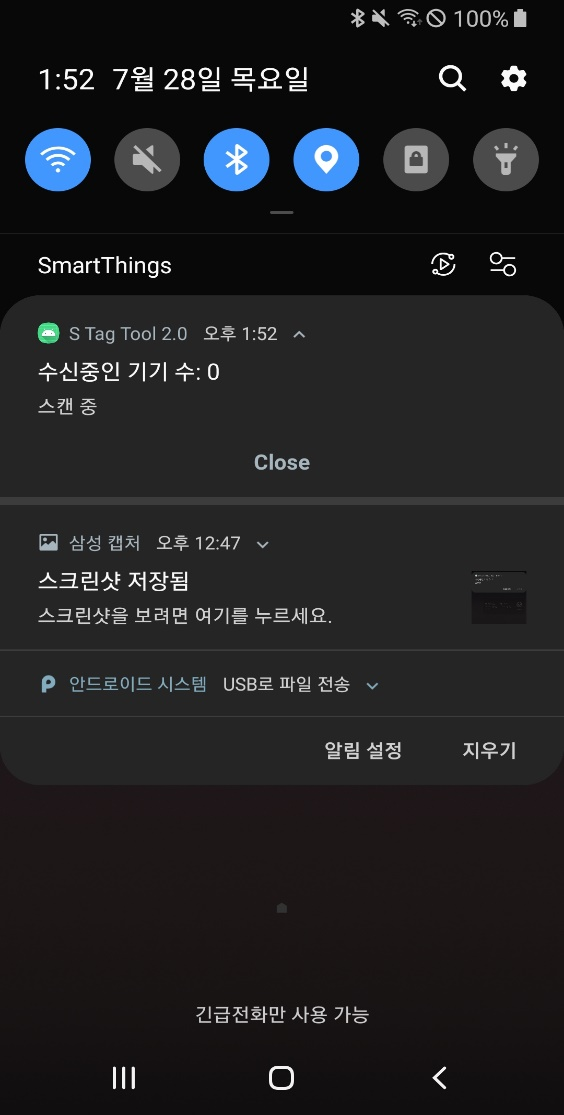 100%
1:52 7월 28일 목요일
SmartThings
S Tag Tool 2.0 오후 1:52
수신중인 기기 수: 0
스캔 중
Close
삼성 캡처 오후 12:47
스크린샷 저장됨
스크린샷을 보려면 여기를 누르세요.
안드로이드 시스템 USB로 파일 전송
알림 설정 지우기
긴급전화만 사용 가능